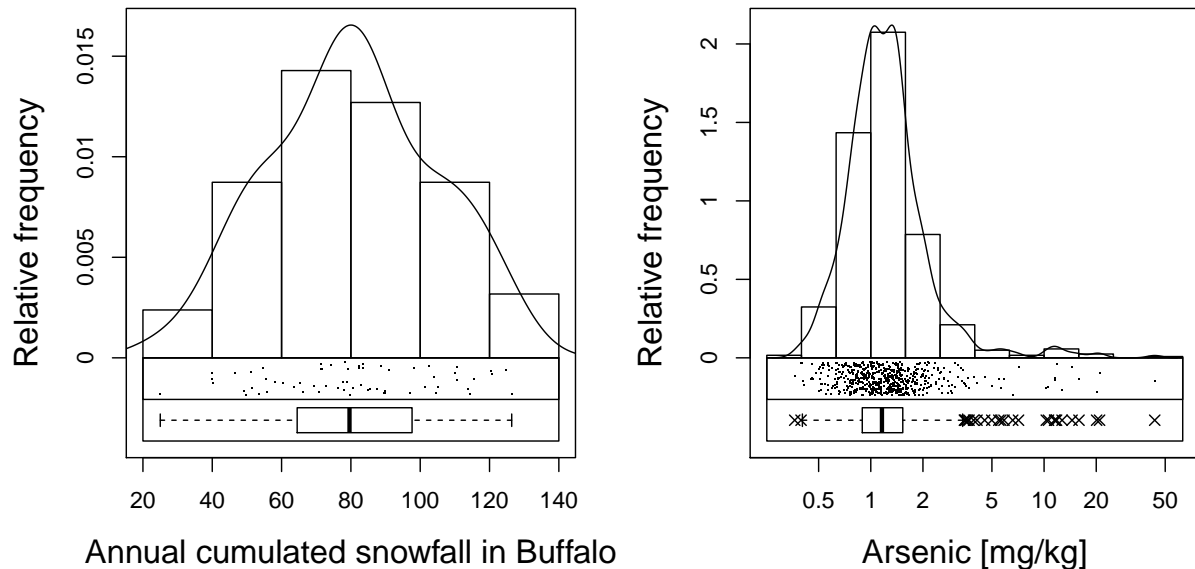 Relative frequency
0.015
0.01
0.005
0
20 40 60 80 100 120 140
Annual cumulated snowfall in Buffalo
Relative frequency
2
1.5
1
0.5
0
0.5 1 2 5 10 20 50
Arsenic [mg/kg]